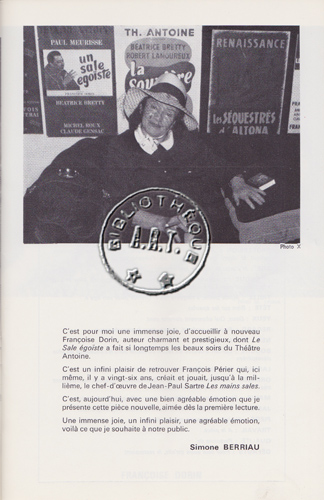 PAUL MEURISSE
un
sale
égoïste
BEATRICE BRETTY
MICHEL ROUX
CLAUDE GENSAC
TH. ANTOINE
BÉATRICE BRETTY
ROBERT LAMOUREUX
la
soupière
RENAISSANCE
Les SÉQUESTRÉS
d'ALTONA
FRANÇOIS
Photo X
BIBLIOTHÈQUE
A.R.T.
C'est pour moi une immense joie, d'accueillir à nouveau
Françoise Dorin, auteur charmant et prestigieux, dont Le
Sale égoïste a fait si longtemps les beaux soirs du Théâtre
Antoine.
C'est un infini plaisir de retrouver François Périer qui, ici
même, il y a vingt-six ans, créait et jouait, jusqu'à la mil-
lième, le chef-d'œuvre de Jean-Paul Sartre Les mains sales.
C'est, aujourd'hui, avec une bien agréable émotion que je
présente cette pièce nouvelle, aimée dès la première lecture.
Une immense joie, un infini plaisir, une agréable émotion,
voilà ce que je souhaite à notre public.
Simone BERRIAU